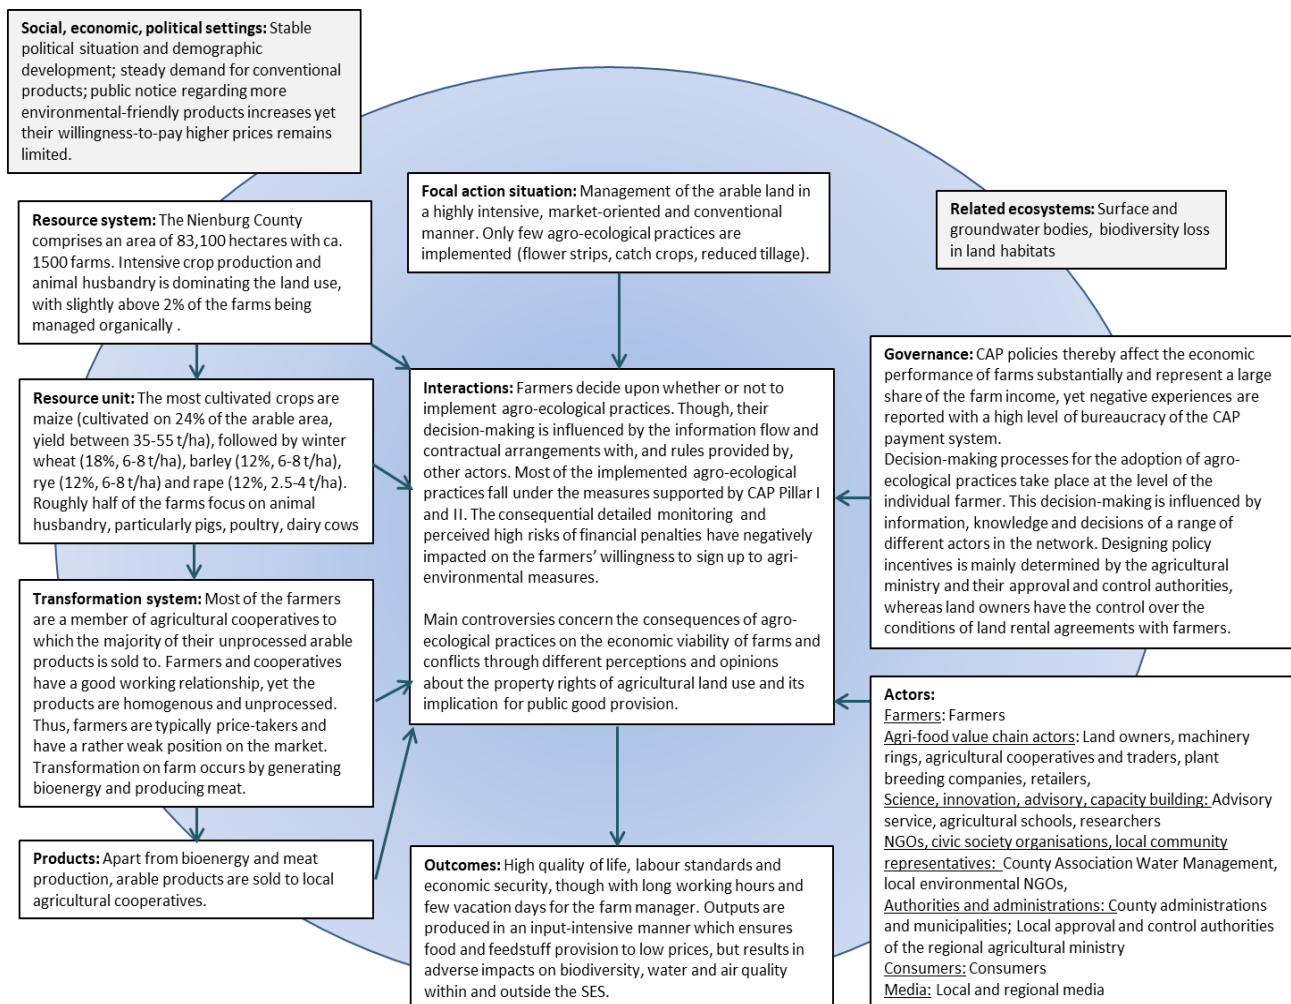 Social, economic, political settings: Stable
political situation and demographic
development; steady demand for conventional
products; public notice regarding more
environmental-friendly products increases yet
their willingness-to-pay higher prices remains
limited.
Focal action situation: Management of the arable land in
a highly intensive, market-oriented and conventional
manner. Only few agro-ecological practices are
implemented (flower strips, catch crops, reduced tillage).
Related ecosystems: Surface and
groundwater bodies, biodiversity loss
in land habitats
Resource system: The Nienburg County
comprises an area of 83,100 hectares with ca.
1500 farms. Intensive crop production and
animal husbandry is dominating the land use,
with slightly above 2% of the farms being
managed organically .
Resource unit: The most cultivated crops are
maize (cultivated on 24% of the arable area,
yield between 35-55 t/ha), followed by winter
wheat (18%, 6-8 t/ha), barley (12%, 6-8 t/ha),
rye (12%, 6-8 t/ha) and rape (12%, 2.5-4 t/ha).
Roughly half of the farms focus on animal
husbandry, particularly pigs, poultry, dairy cows
Transformation system: Most of the farmers
are a member of agricultural cooperatives to
which the majority of their unprocessed arable
products is sold to. Farmers and cooperatives
have a good working relationship, yet the
products are homogenous and unprocessed.
Thus, farmers are typically price-takers and
have a rather weak position on the market.
Transformation on farm occurs by generating
bioenergy and producing meat.
Products: Apart from bioenergy and meat
production, arable products are sold to local
agricultural cooperatives.
Interactions: Farmers decide upon whether or not to
implement agro-ecological practices. Though, their
decision-making is influenced by the information flow and
contractual arrangements with, and rules provided by,
other actors. Most of the implemented agro-ecological
practices fall under the measures supported by CAP Pillar I
and II. The consequential detailed monitoring and
perceived high risks of financial penalties have negatively
impacted on the farmers' willingness to sign up to agri-
environmental measures.
Main controversies concern the consequences of agro-
ecological practices on the economic viability of farms and
conflicts through different perceptions and opinions
about the property rights of agricultural land use and its
implication for public good provision.
Outcomes: High quality of life, labour standards and
economic security, though with long working hours and
few vacation days for the farm manager. Outputs are
produced in an input-intensive manner which ensures
food and feedstuff provision to low prices, but results in
adverse impacts on biodiversity, water and air quality
within and outside the SES.
Governance: CAP policies thereby affect the economic
performance of farms substantially and represent a large
share of the farm income, yet negative experiences are
reported with a high level of bureaucracy of the CAP
payment system.
Decision-making processes for the adoption of agro-
ecological practices take place at the level of the
individual farmer. This decision-making is influenced by
information, knowledge and decisions of a range of
different actors in the network. Designing policy
incentives is mainly determined by the agricultural
ministry and their approval and control authorities,
whereas land owners have the control over the
conditions of land rental agreements with farmers.
Actors:
Farmers: Farmers
Agri-food value chain actors: Land owners, machinery
rings, agricultural cooperatives and traders, plant
breeding companies, retailers,
Science, innovation, advisory, capacity building: Advisory
service, agricultural schools, researchers
NGOs, civic society organisations, local community
representatives: County Association Water Management,
local environmental NGOs,
Authorities and administrations: County administrations
and municipalities; Local approval and control authorities
of the regional agricultural ministry
Consumers: Consumers
Media: Local and regional media